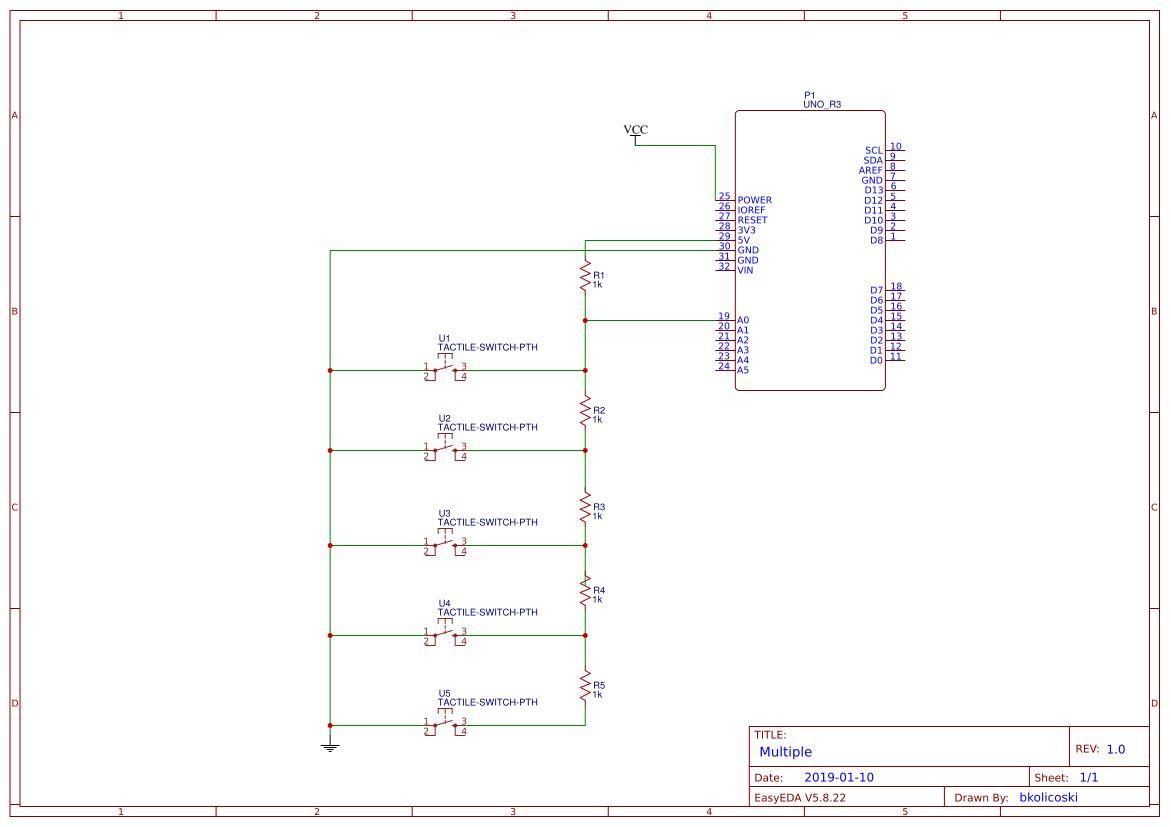 1 2 3 4 5
A A
P1
UNO_R3
VCC
SCL 10
SDA 9
AREF 8
GND 7
D13 6
25 POWER D12 5
26 IOREF D11 4
27 RESET D10 3
28 3V3 D9 2
29 5V D8 1
30 GND
31 GND
32 VIN
R1
1k
D7 18
D6 17
B D5 16 B
19 A0 D4 15
20 A1 D3 14
21 A2 D2 13
22 A3 D1 12
23 A4 D0 11
24 A5
U1
TACTILE-SWITCH-PTH
1 3
2 4
R2
1k
U2
TACTILE-SWITCH-PTH
1 3
2 4
C C
R3
1k
U3
TACTILE-SWITCH-PTH
1 3
2 4
R4
1k
U4
TACTILE-SWITCH-PTH
1 3
2 4
R5
1k
U5
TACTILE-SWITCH-PTH
1 3
2 4
D D
TITLE:
Multiple
REV: 1.0
Date: 2019-01-10
Sheet: 1/1
EasyEDA V5.8.22
Drawn By: bkolicoski
1 2 3 4 5